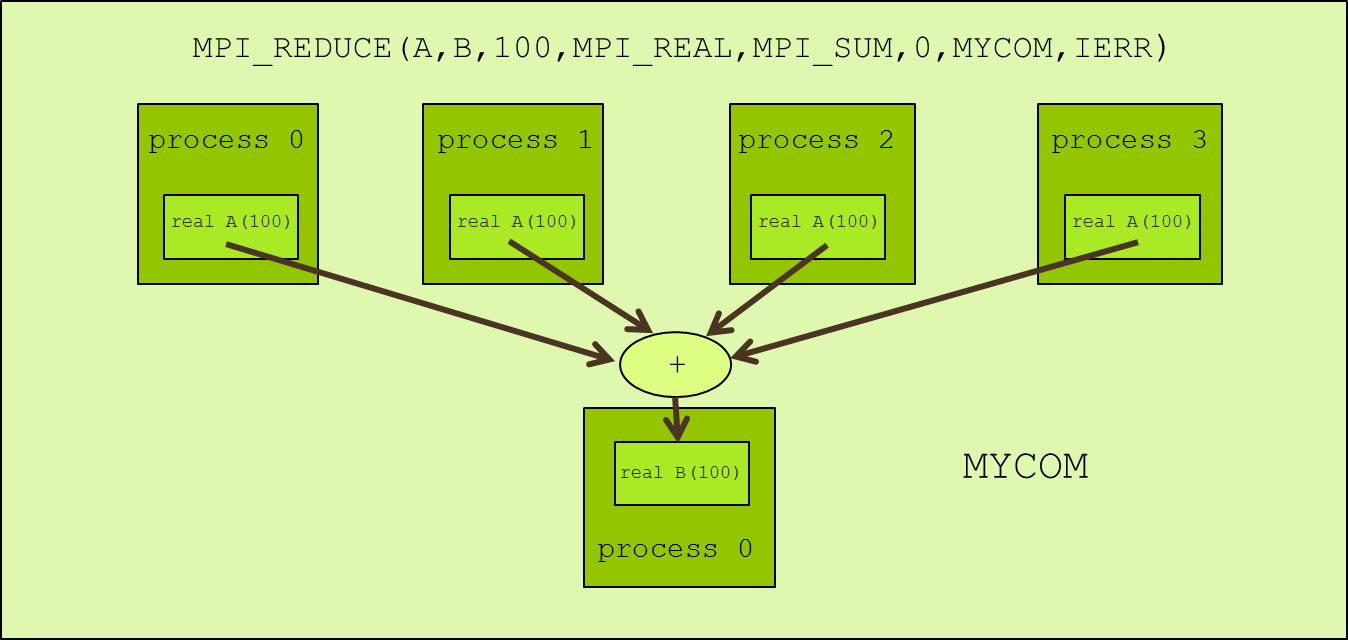 MPI_REDUCE(A,B,100,MPI_REAL,MPI_SUM,0,MYCOM,IERR)
process 0
process 1
process 2
process 3
real A(100)
real A(100)
real A(100)
real A(100)
+
real B(100)
MYCOM
process 0